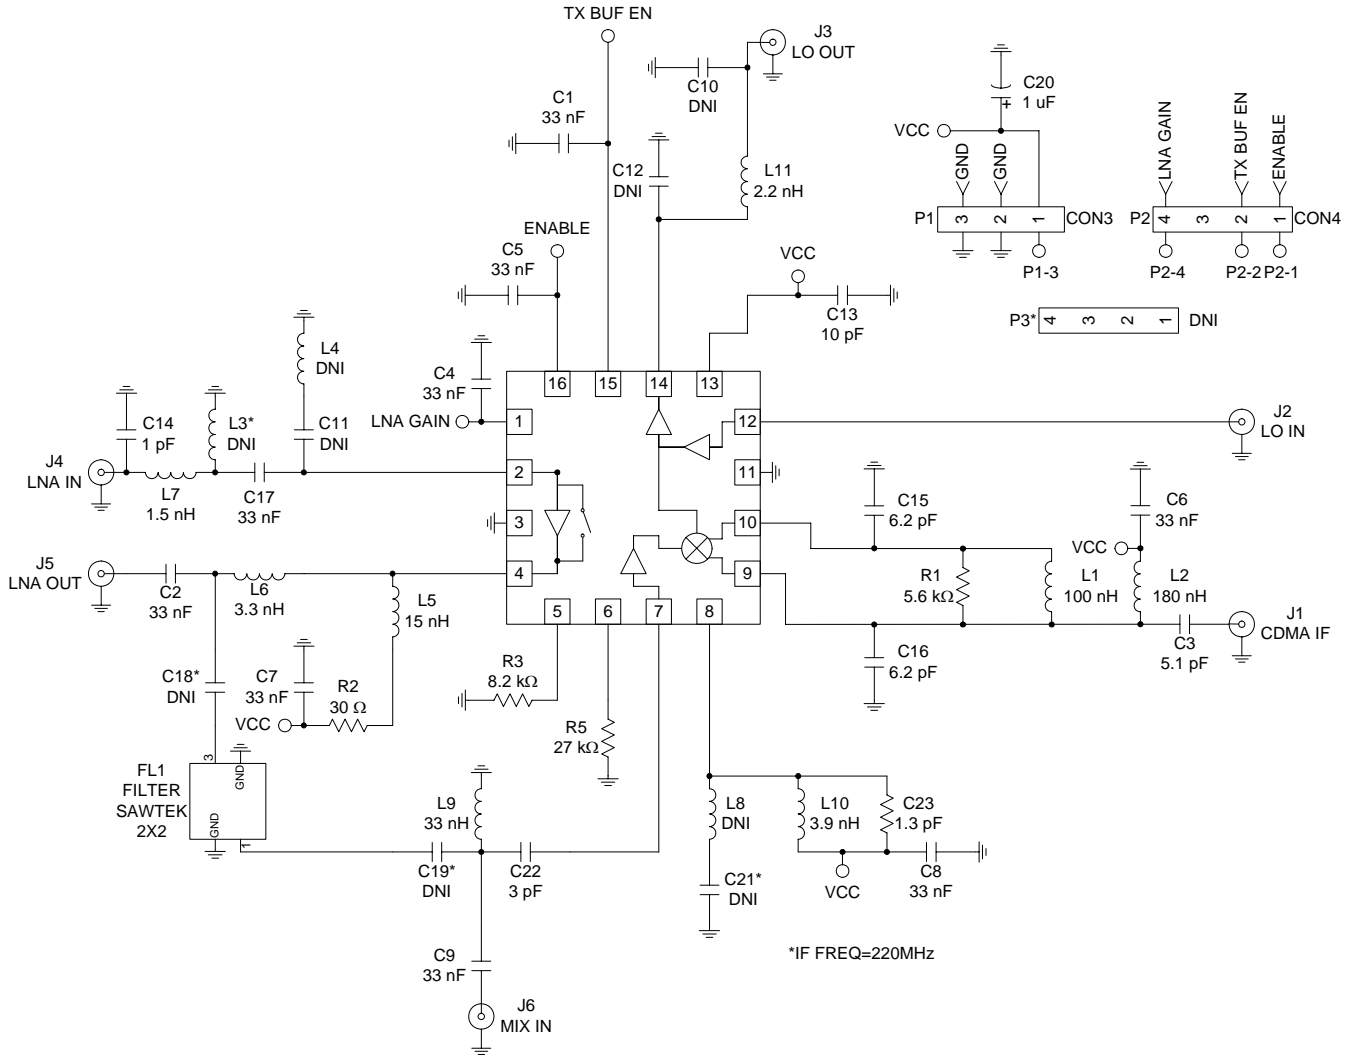 TX BUF EN
J3
LO OUT
C10
DNI
C1
33 nF
C12
DNI
L11
2.2 nH
C20
1 uF
+
VCC
GND
GND
LNA GAIN
TX BUF EN
ENABLE
P1
3
2
1
CON3
P2
4
3
2
1
CON4
P1-3
P2-4
P2-2
P2-1
P3*
4
3
2
1
DNI
ENABLE
C5
33 nF
VCC
C13
10 pF
L4
DNI
C4
33 nF
LNA GAIN
16
15
14
13
1
12
J2
LO IN
C14
1 pF
L3*
DNI
C11
DNI
J4
LNA IN
L7
1.5 nH
C17
33 nF
2
11
3
10
4
9
C15
6.2 pF
C6
33 nF
VCC
R1
5.6 kΩ
L1
100 nH
L2
180 nH
J5
LNA OUT
C2
33 nF
L6
3.3 nH
L5
15 nH
5
6
7
8
J1
CDMA IF
C3
5.1 pF
C16
6.2 pF
C18*
DNI
C7
33 nF
R2
30 Ω
VCC
R3
8.2 kΩ
R5
27 kΩ
FL1
FILTER
SAWTEK
2X2
3
GND
GND
1
L9
33 nH
C19*
DNI
C22
3 pF
L8
DNI
L10
3.9 nH
C23
1.3 pF
C21*
DNI
VCC
C8
33 nF
*IF FREQ=220MHz
C9
33 nF
J6
MIX IN